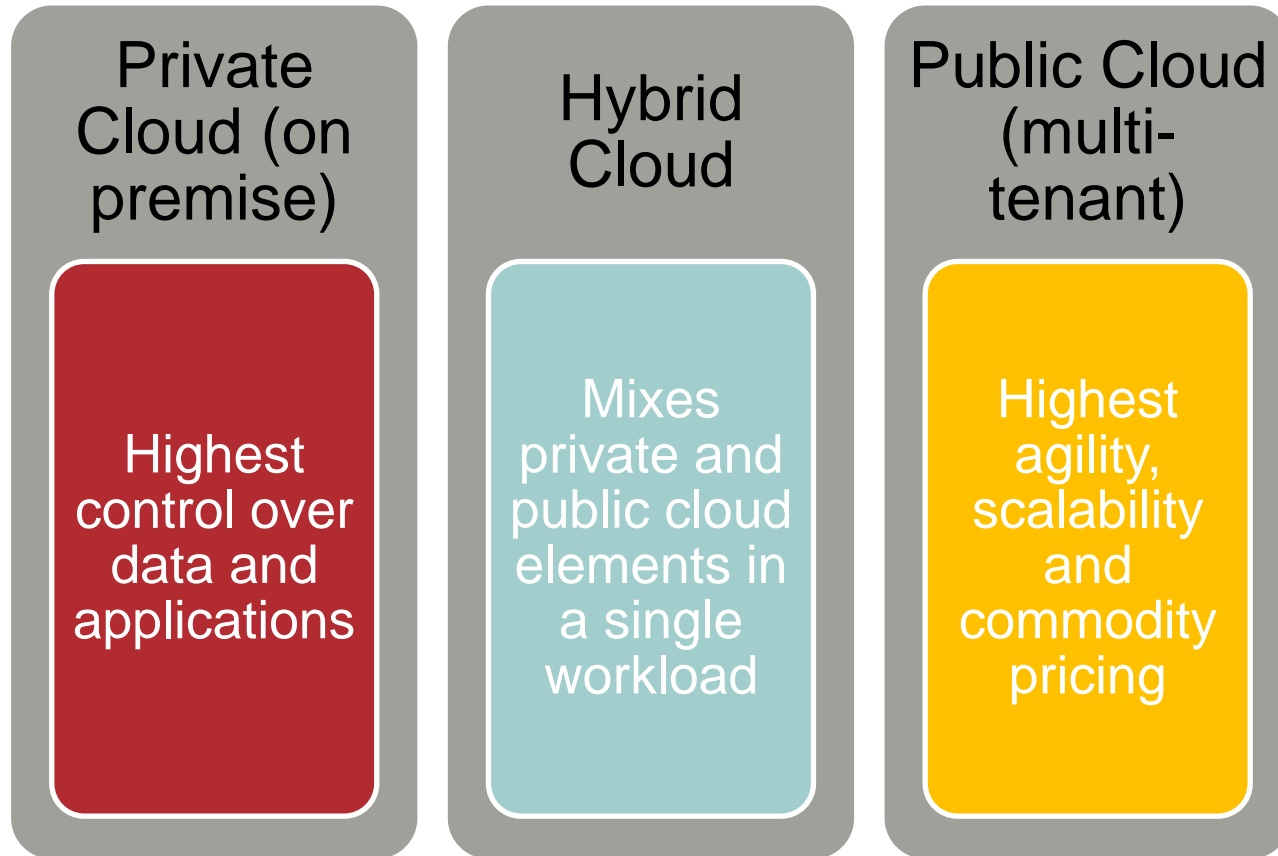 Private
Cloud (on
premise)
Highest
control over
data and
applications
Hybrid
Cloud
Mixes
private and
public cloud
elements in
a single
workload
Public Cloud
(multi-
tenant)
Highest
agility,
scalability
and
commodity
pricing